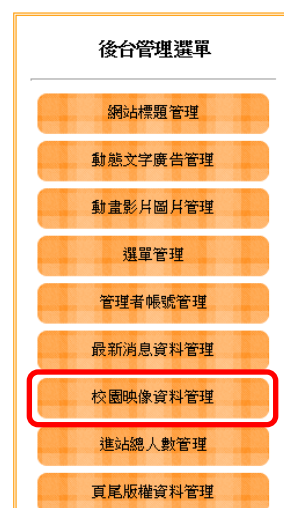 後台管理選單
網站標題管理
動態文字廣告管理
動畫影片圖片管理
選單管理
管理者帳號管理
最新消息資料管理
校園映像資料管理
進站總人數管理
頁尾版權資料管理